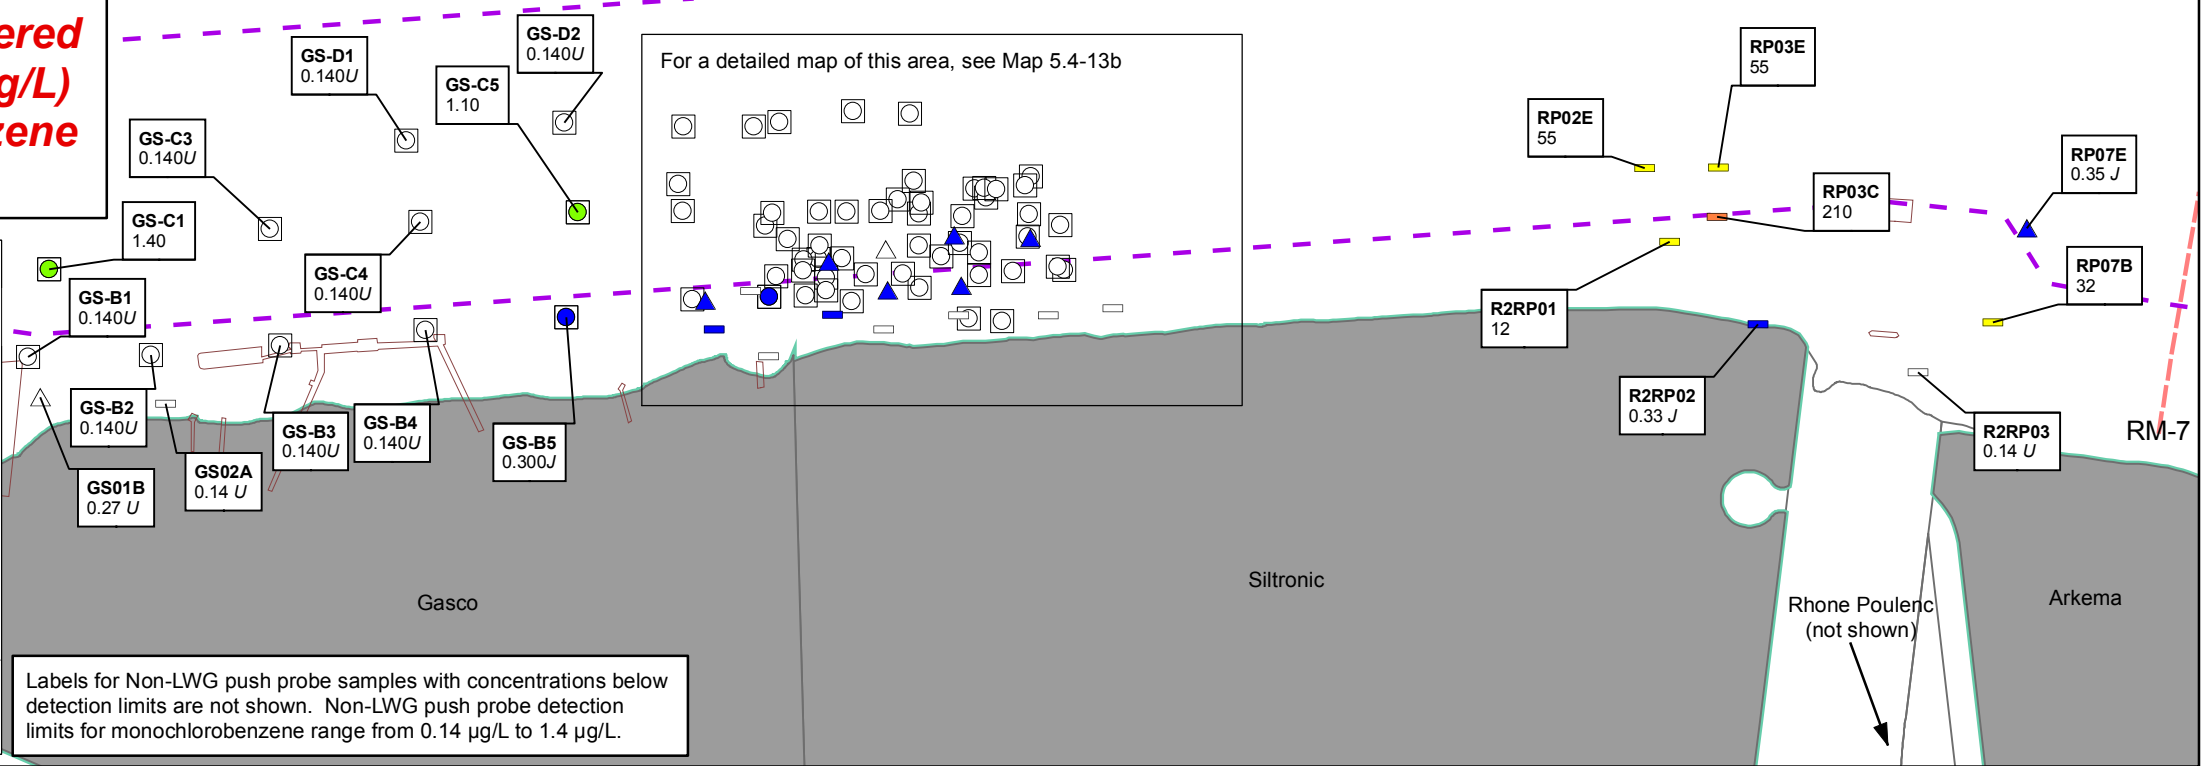 GS-D2
0.140U
GS-D1
0.140U
GS-C5
1.10
For a detailed map of this area, see Map 5.4-13b
RP03E
55
RP02E
55
GS-C3
0.140U
RP07E
0.35 J
RP03C
210
GS-C1
1.40
GS-C4
0.140U
RP07B
32
GS-B1
0.140U
R2RP01
12
R2RP02
0.33 J
GS-B2
0.140U
GS-B3
0.140U
GS-B4
0.140U
GS-B5
0.300J
R2RP03
0.14 U
RM-7
GS02A
0.14 U
GS01B
0.27 U
Gasco
Siltronic
Rhone Poulenc
(not shown)
Arkema
Labels for Non-LWG push probe samples with concentrations below
detection limits are not shown.  Non-LWG push probe detection
limits for monochlorobenzene range from 0.14 µg/L to 1.4 µg/L.